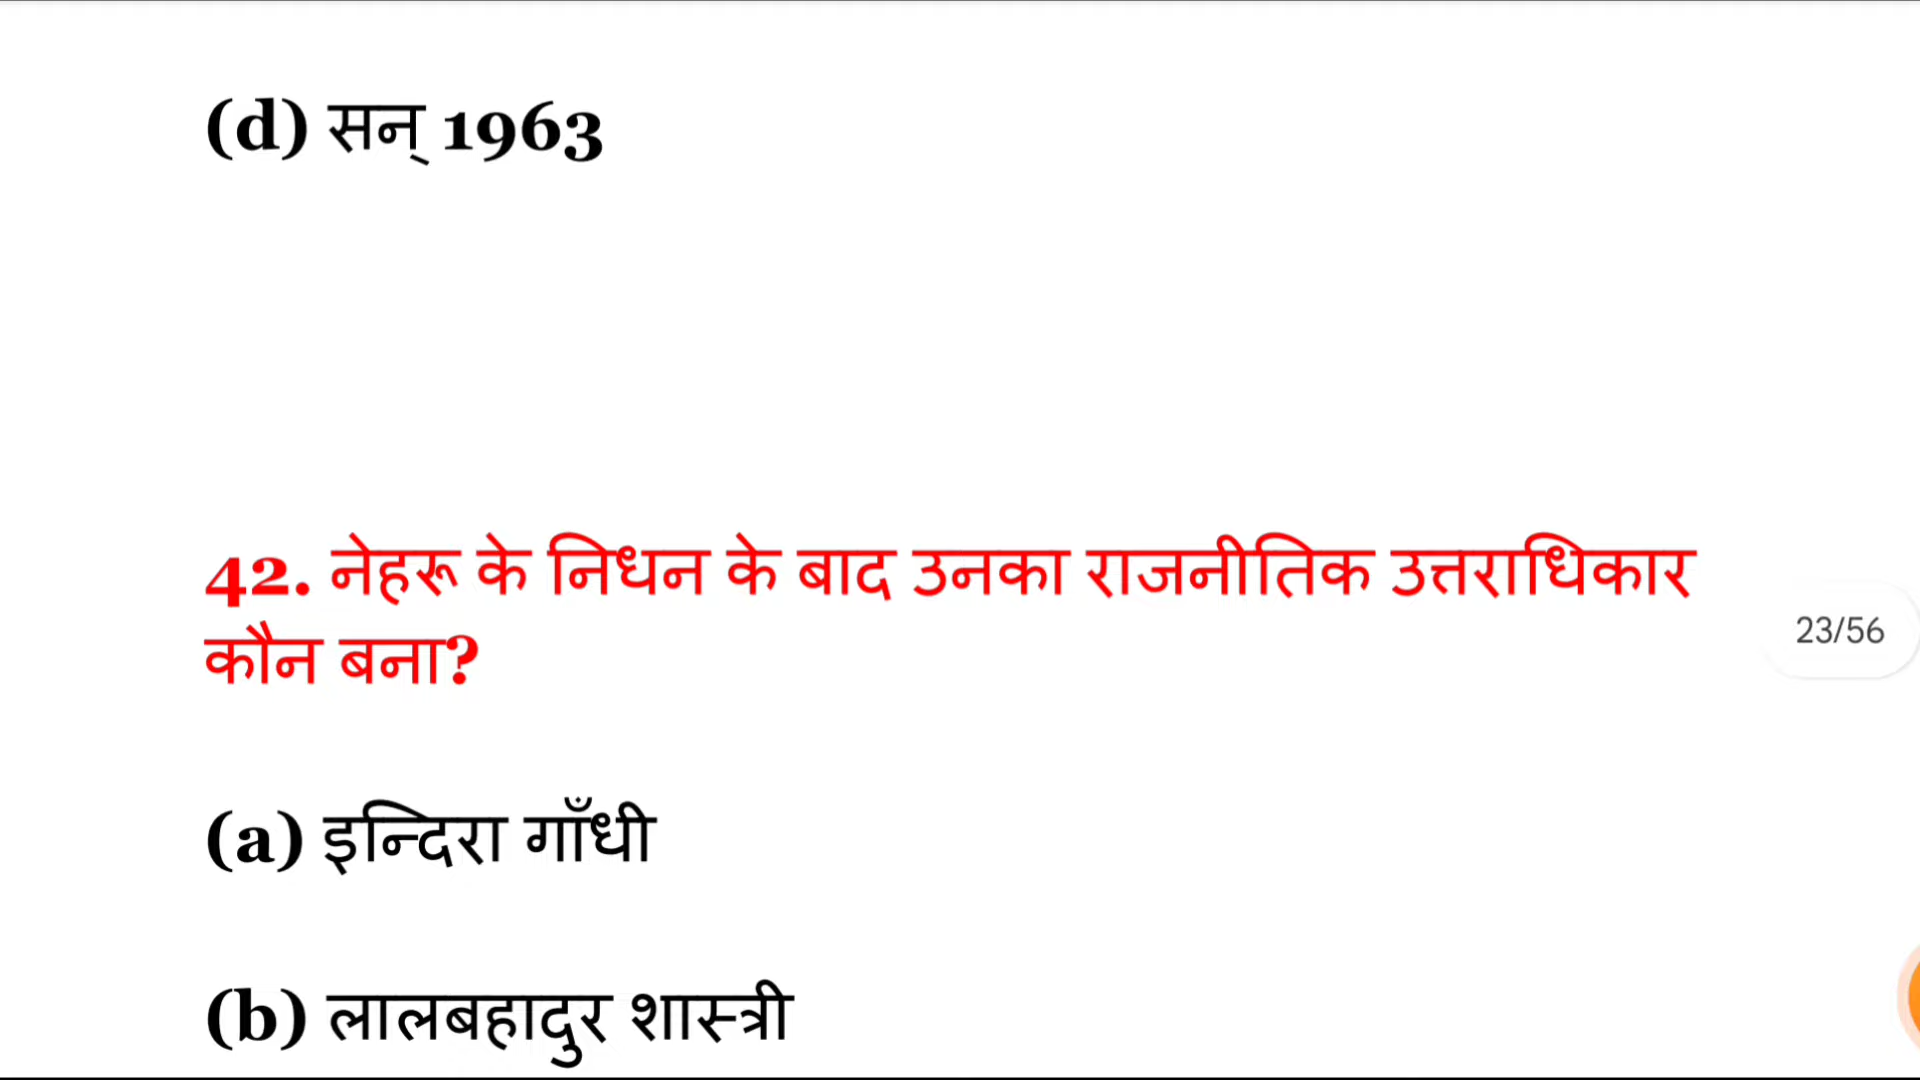 (d) सन् 1963
42. नेहरू के निधन के बाद उनका राजनीतिक उत्तराधिकार
कौन बना?
23/56
(a) इन्दिरा गाँधी
(b) लालबहादुर शास्त्री